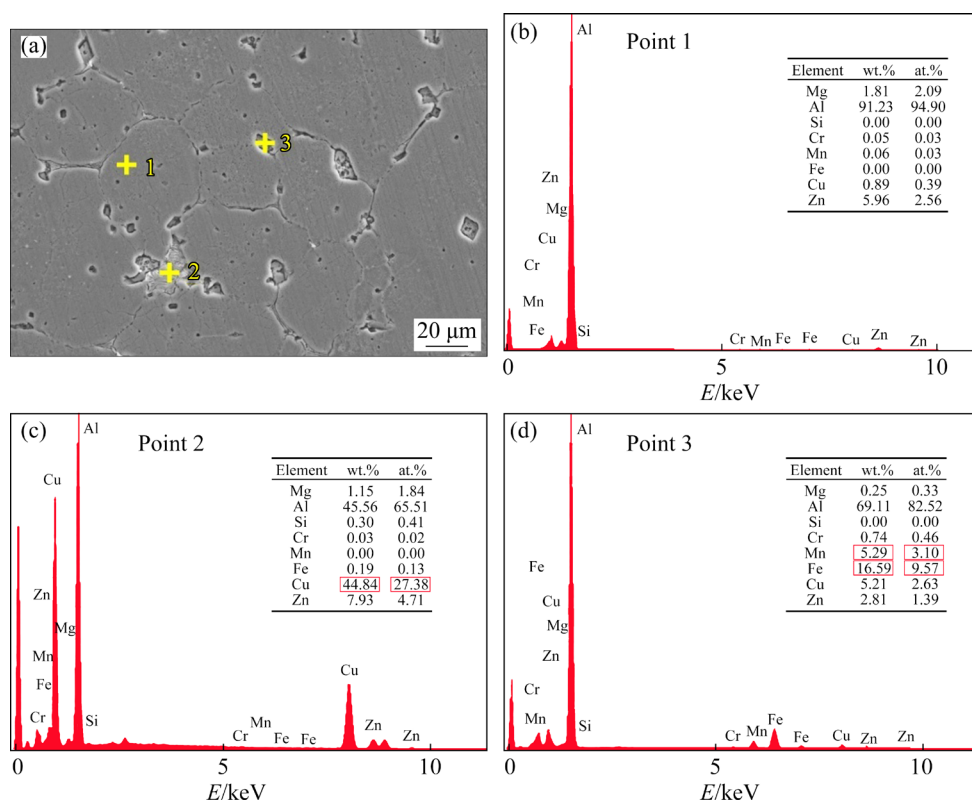 (a)
1
2
3
20 μm
(b)
Point 1
Al
Element wt.% at.%
Mg 1.81 2.09
Al 91.23 94.90
Si 0.00 0.00
Cr 0.05 0.03
Mn 0.06 0.03
Fe 0.00 0.00
Cu 0.89 0.39
Zn 5.96 2.56
Zn
Mg
Cu
Cr
Mn
Fe
Si
Cr Mn Fe Fe Cu Zn Zn
0 5 10
E/keV
(c)
Point 2
Al
Element wt.% at.%
Mg 1.15 1.84
Al 45.56 65.51
Si 0.30 0.41
Cr 0.03 0.02
Mn 0.00 0.00
Fe 0.19 0.13
Cu 44.84 27.38
Zn 7.93 4.71
Cu
Zn
Mg
Mn
Fe
Cr
Si
Cr Mn Fe Fe Cu Zn Zn
0 5 10
E/keV
(d)
Point 3
Al
Element wt.% at.%
Mg 0.25 0.33
Al 69.11 82.52
Si 0.00 0.00
Cr 0.74 0.46
Mn 5.29 3.10
Fe 16.59 9.57
Cu 5.21 2.63
Zn 2.81 1.39
Fe
Cu
Mg
Zn
Cr
Mn
Si
Cr Mn Fe Fe Cu Zn Zn
0 5 10
E/keV